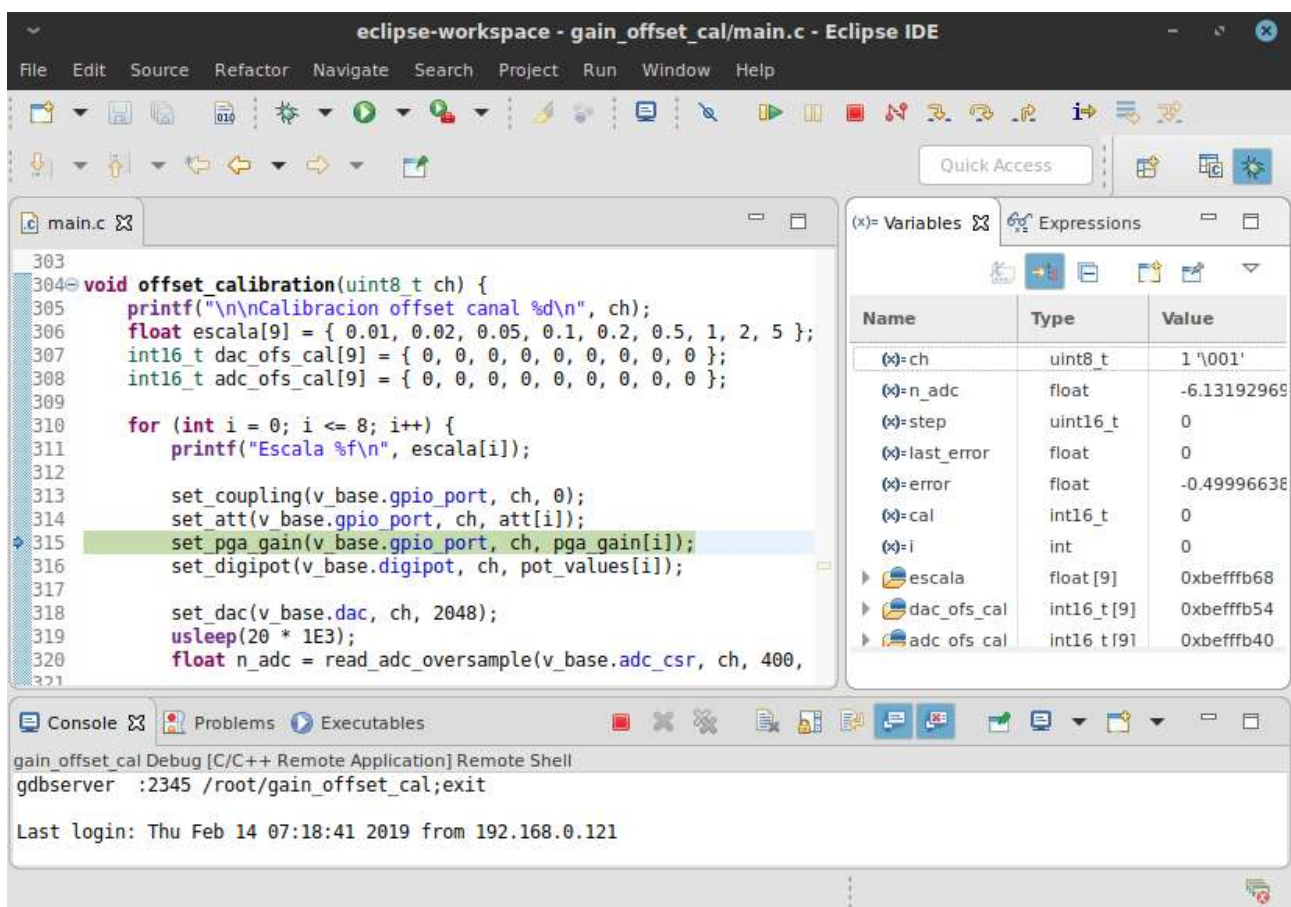 eclipse-workspace - gain_offset_cal/main.c - Eclipse IDE
File Edit Source Refactor Navigate Search Project Run Window Help
Quick Access
main.c
(x)= Variables Expressions
303
304 void offset_calibration(uint8_t ch) {
305 printf("\n\nCalibracion offset canal %d\n", ch);
306 float escala[9] = { 0.01, 0.02, 0.05, 0.1, 0.2, 0.5, 1, 2, 5 };
307 int16_t dac_ofs_cal[9] = { 0, 0, 0, 0, 0, 0, 0, 0, 0 };
308 int16_t adc_ofs_cal[9] = { 0, 0, 0, 0, 0, 0, 0, 0, 0 };
309
310 for (int i = 0; i <= 8; i++) {
311 printf("Escala %f\n", escala[i]);
312
313 set_coupling(v_base.gpio_port, ch, 0);
314 set_att(v_base.gpio_port, ch, att[i]);
315 set_pga_gain(v_base.gpio_port, ch, pga_gain[i]);
316 set_digipot(v_base.digipot, ch, pot_values[i]);
317
318 set_dac(v_base.dac, ch, 2048);
319 usleep(20 * 1E3);
320 float n_adc = read_adc_oversample(v_base.adc_csr, ch, 400,
321
Name Type Value
(x)= ch uint8_t 1 '\001'
(x)= n_adc float -6.13192969
(x)= step uint16_t 0
(x)= last_error float 0
(x)= error float -0.49996638
(x)= cal int16_t 0
(x)= i int 0
escala float [9] 0xbefffb68
dac_ofs_cal int16_t [9] 0xbefffb54
adc_ofs_cal int16_t [9] 0xbefffb40
Console Problems Executables
gain_offset_cal Debug [C/C++ Remote Application] Remote Shell
gdbserver :2345 /root/gain_offset_cal;exit
Last login: Thu Feb 14 07:18:41 2019 from 192.168.0.121